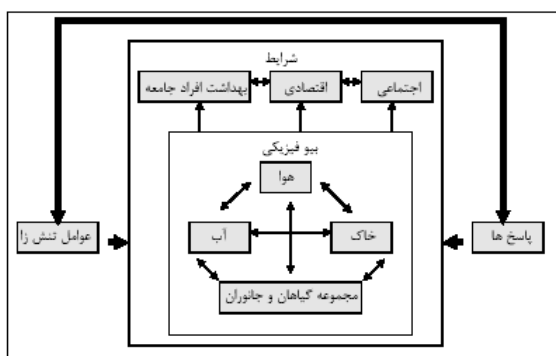 شرایط
اجتماعی
اقتصادی
بهداشت افراد جامعه
بیو فیزیکی
هوا
پاسخ ها
خاک
آب
عوامل تنش زا
مجموعه گیاهان و جانوران